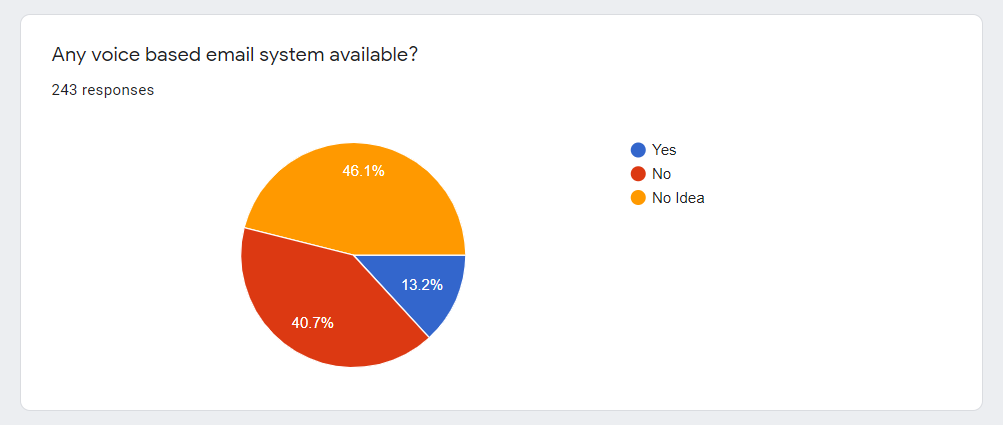 Any voice based email system available?
243 responses
46.1%
13.2%
40.7%
Yes
No
No Idea